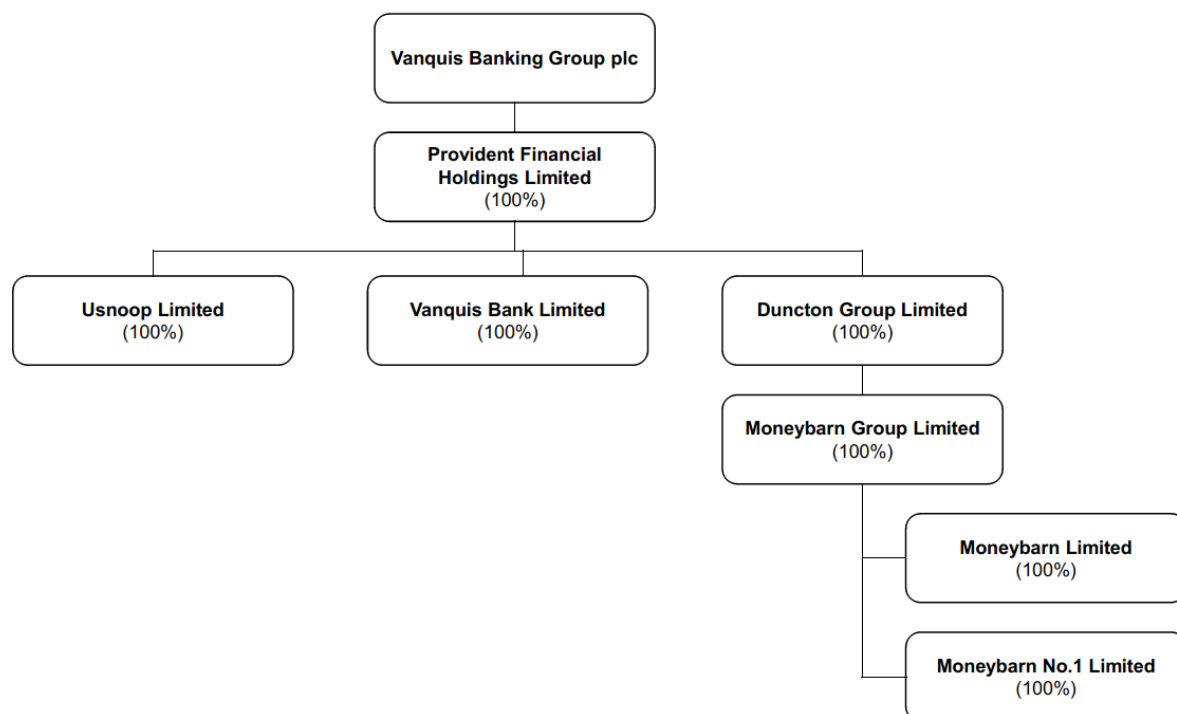 Vanquis Banking Group plc
Provident Financial
Holdings Limited
(100%)
Usnoop Limited
(100%)
Vanquis Bank Limited
(100%)
Duncton Group Limited
(100%)
Moneybarn Group Limited
(100%)
Moneybarn Limited
(100%)
Moneybarn No.1 Limited
(100%)